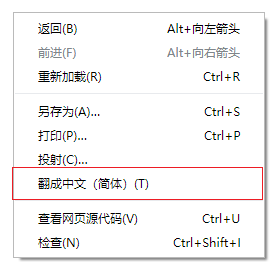 返回(B) Alt+向左箭头
前进(F) Alt+向右箭头
重新加载(R) Ctrl+R
另存为(A)... Ctrl+S
打印(P)... Ctrl+P
投射(C)...
翻成中文（简体）(T)
查看网页源代码(V) Ctrl+U
检查(N) Ctrl+Shift+I